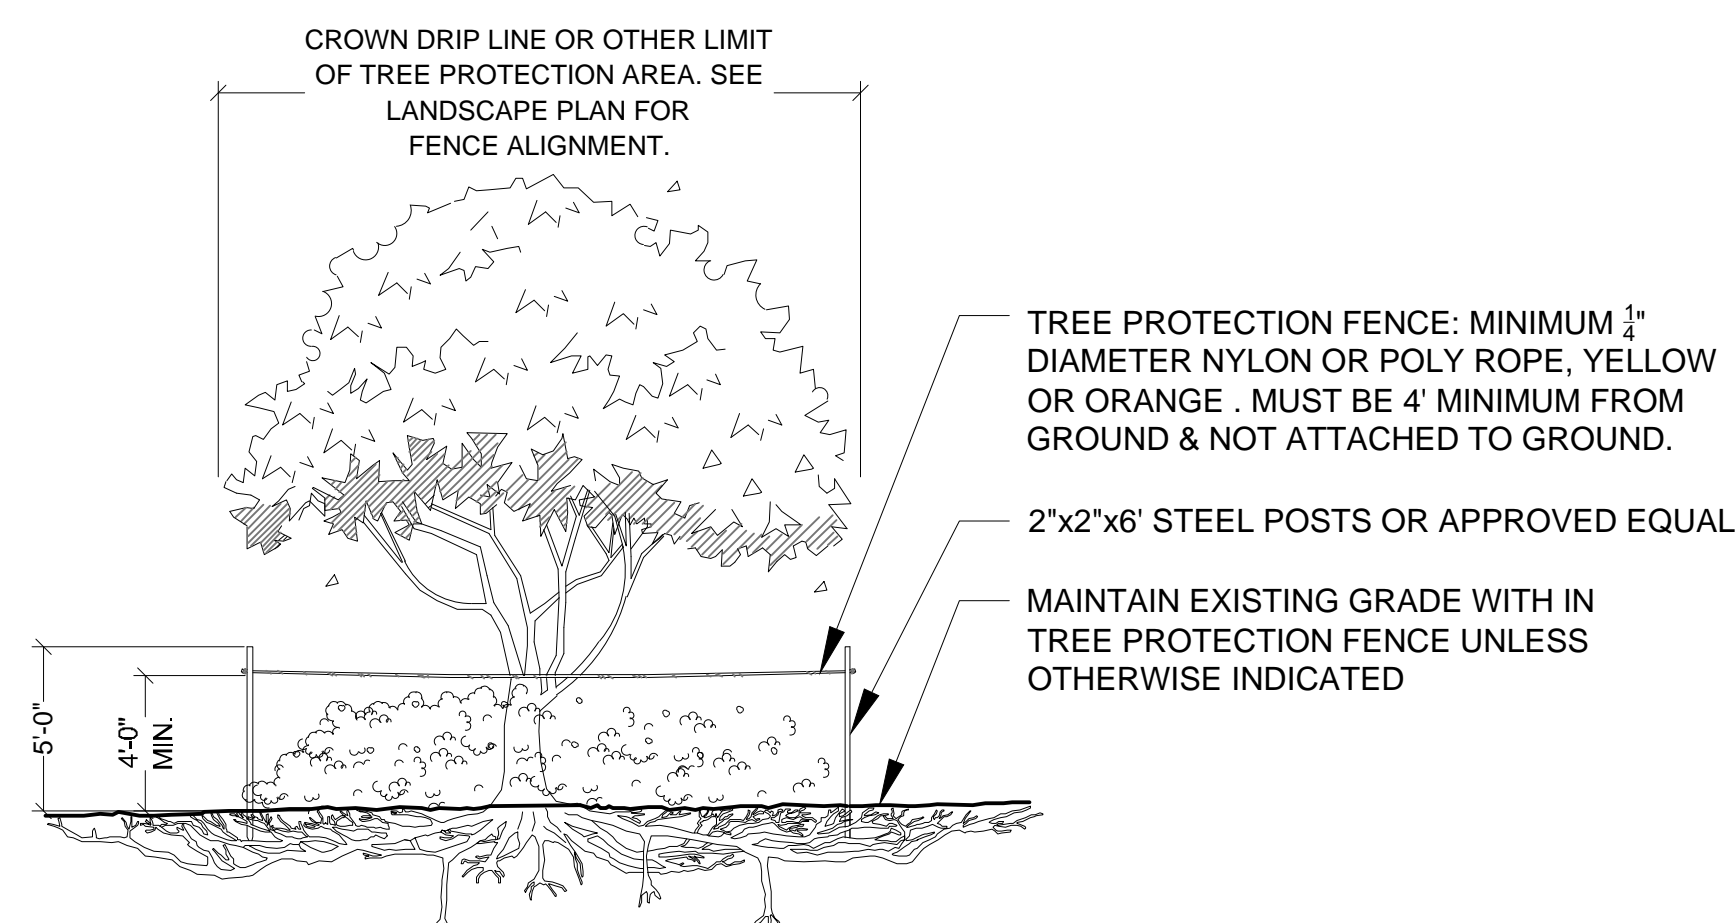 CROWN DRIP LINE OR OTHER LIMIT
OF TREE PROTECTION AREA. SEE
LANDSCAPE PLAN FOR
FENCE ALIGNMENT.
TREE PROTECTION FENCE: MINIMUM 1/4"
DIAMETER NYLON OR POLY ROPE, YELLOW
OR ORANGE . MUST BE 4' MINIMUM FROM
GROUND & NOT ATTACHED TO GROUND.
2"x2"x6' STEEL POSTS OR APPROVED EQUAL
MAINTAIN EXISTING GRADE WITH IN
TREE PROTECTION FENCE UNLESS
OTHERWISE INDICATED
5'-0"
4'-0"
MIN.